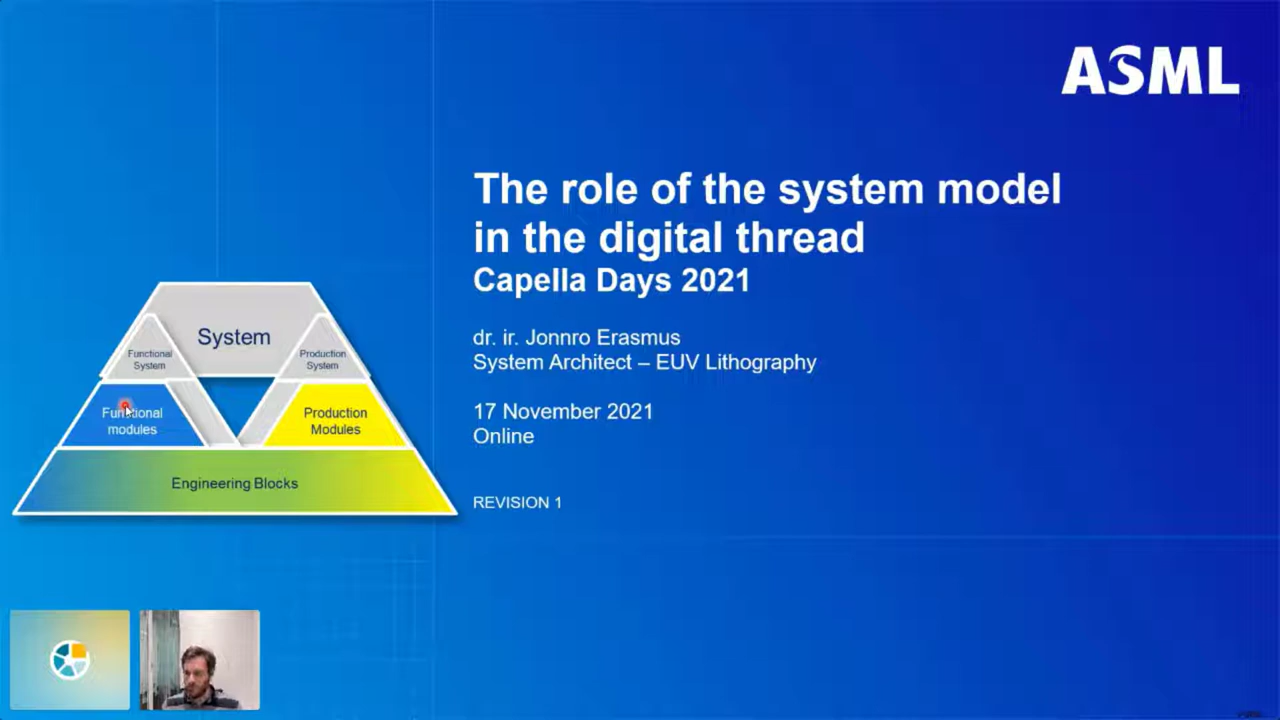 ASML
The role of the system model
in the digital thread
Capella Days 2021
dr. ir. Jonnro Erasmus
System Architect – EUV Lithography
17 November 2021
Online
REVISION 1
System
Functional
System
Production
System
Functional
modules
Production
Modules
Engineering Blocks